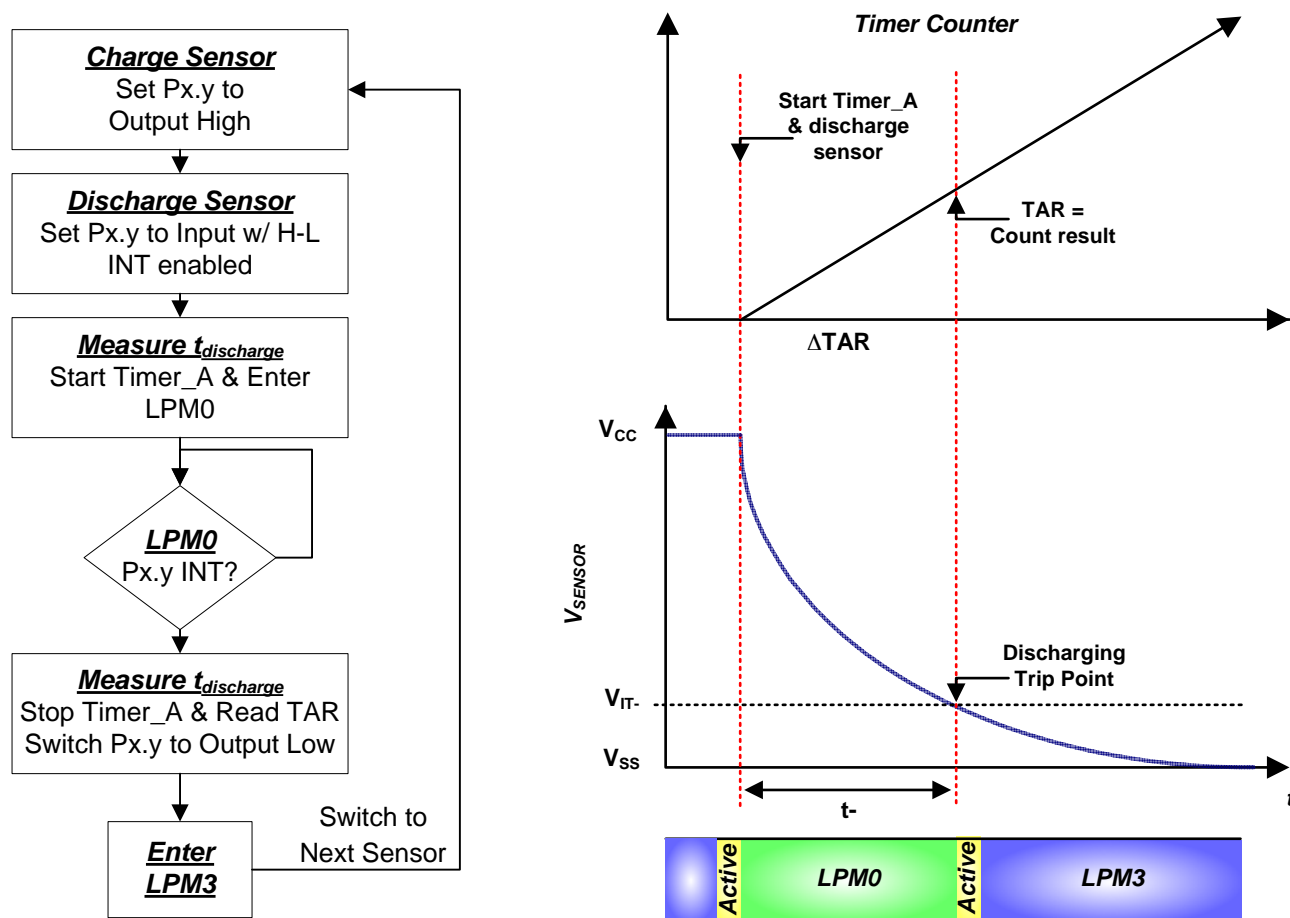 Charge Sensor
Set Px.y to
Output High
Discharge Sensor
Set Px.y to Input w/ H-L
INT enabled
Measure tdischarge
Start Timer_A & Enter
LPM0
LPM0
Px.y INT?
Measure tdischarge
Stop Timer_A & Read TAR
Switch Px.y to Output Low
Enter
LPM3
Switch to
Next Sensor
Timer Counter
Start Timer_A
& discharge
sensor
TAR =
Count result
ΔTAR
VCC
VSENSOR
Discharging
Trip Point
VIT-
VSS
t
t-
Active
LPM0
Active
LPM3